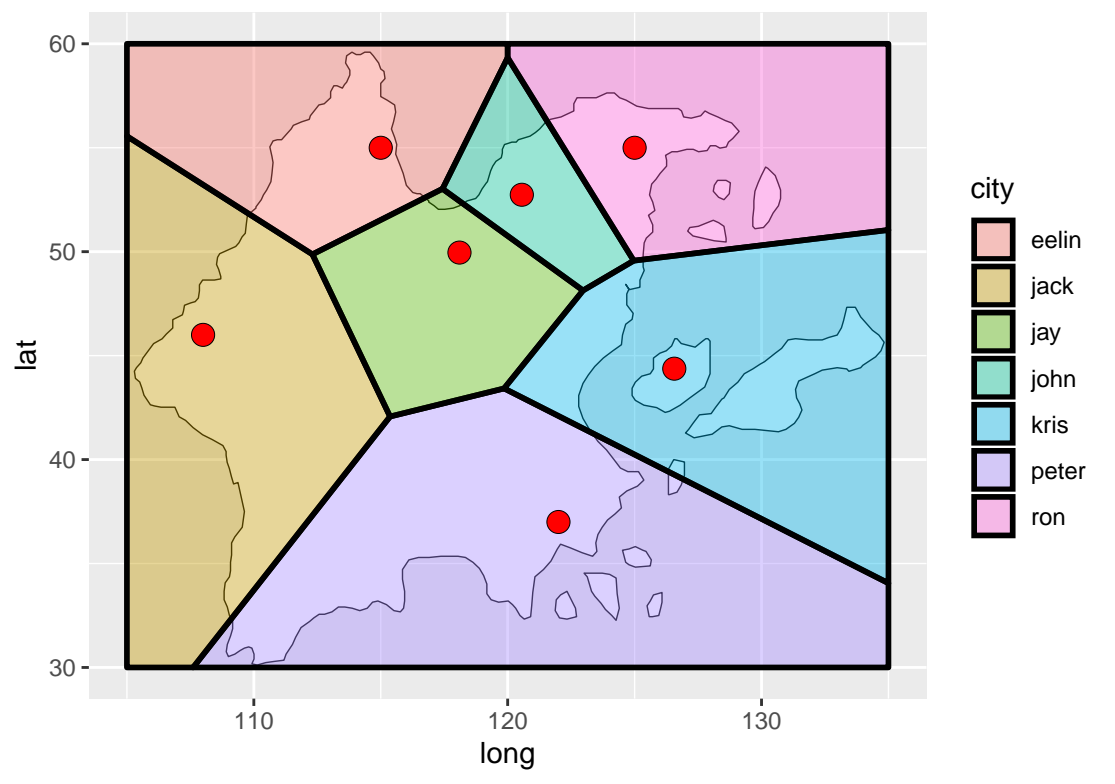 60
50
40
30
lat
110 120 130
long
city
eelin
jack
jay
john
kris
peter
ron